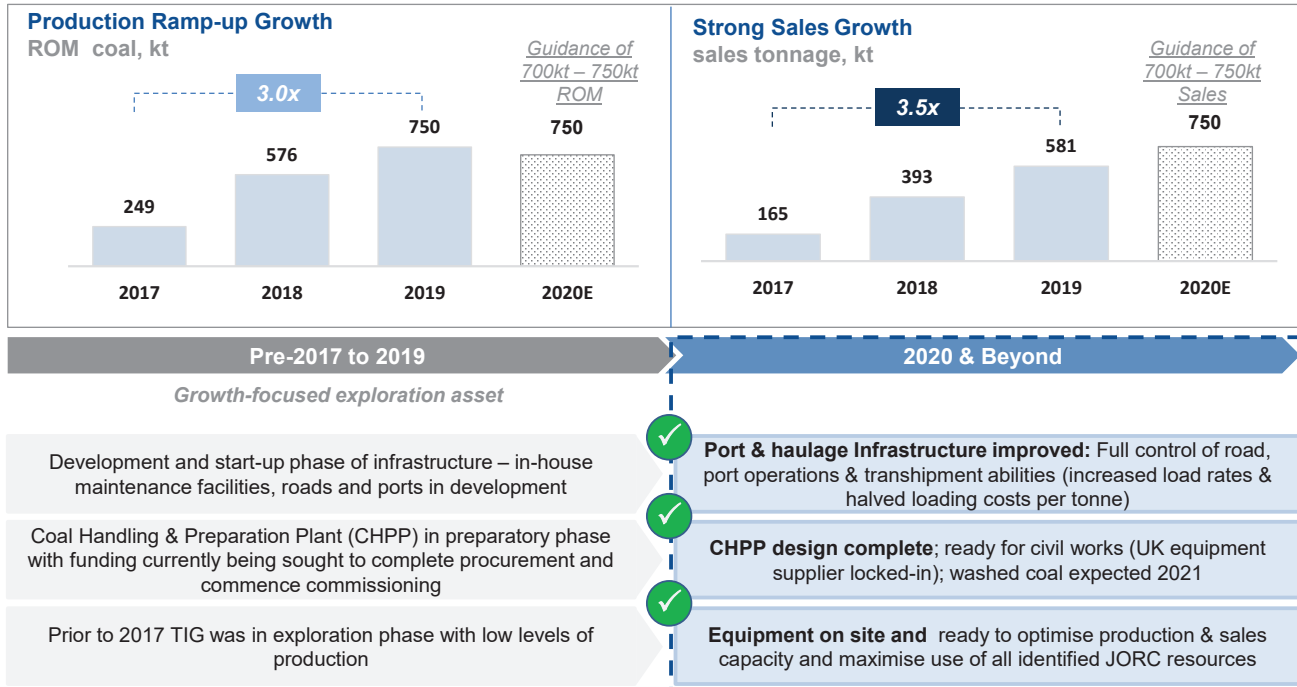 Production Ramp-up Growth
ROM coal, kt
Guidance of
700kt – 750kt
ROM
3.0x
249
576
750
750
2017
2018
2019
2020E
Strong Sales Growth
sales tonnage, kt
Guidance of
700kt – 750kt
Sales
3.5x
165
393
581
750
2017
2018
2019
2020E
Pre-2017 to 2019
2020 & Beyond
Growth-focused exploration asset
Development and start-up phase of infrastructure – in-house
maintenance facilities, roads and ports in development
Port & haulage Infrastructure improved: Full control of road,
port operations & transhipment abilities (increased load rates &
halved loading costs per tonne)
Coal Handling & Preparation Plant (CHPP) in preparatory phase
with funding currently being sought to complete procurement and
commence commissioning
CHPP design complete; ready for civil works (UK equipment
supplier locked-in); washed coal expected 2021
Prior to 2017 TIG was in exploration phase with low levels of
production
Equipment on site and ready to optimise production & sales
capacity and maximise use of all identified JORC resources